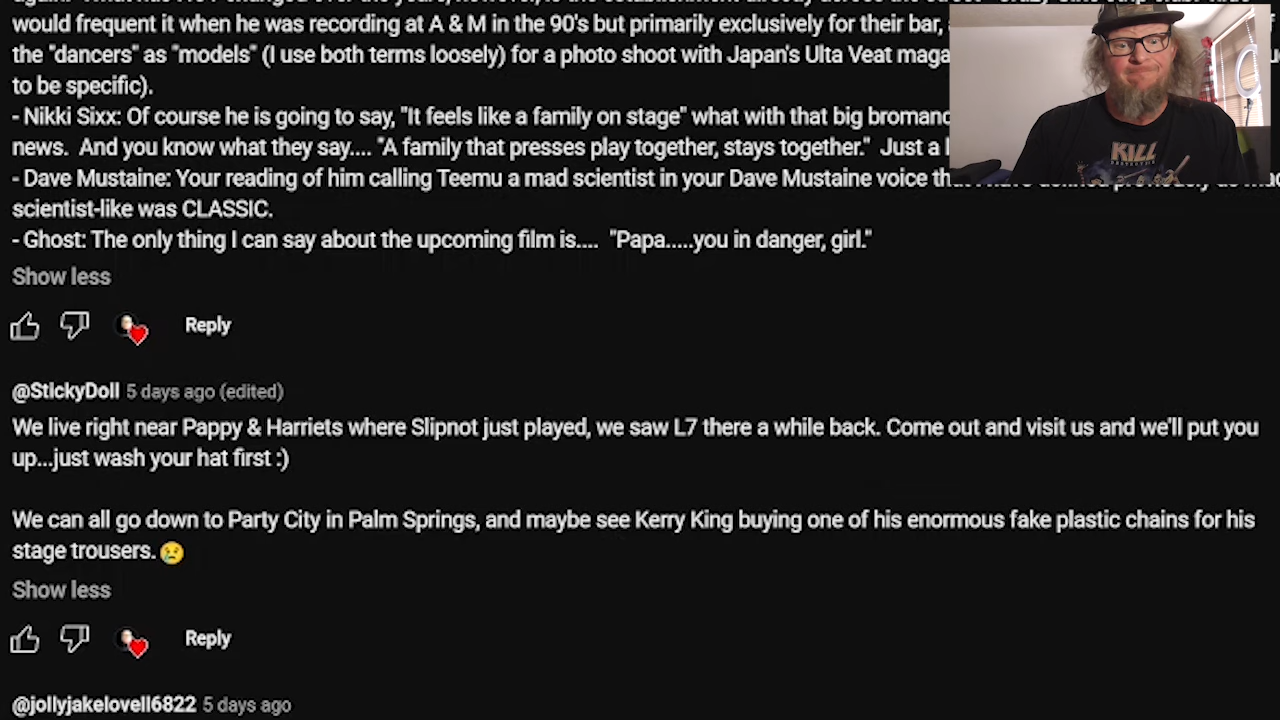 would frequent it when he was recording at A & M in the 90's but primarily exclusively for their bar,
the "dancers" as "models" (I use both terms loosely) for a photo shoot with Japan's Ulta Veat maga
to be specific).
- Nikki Sixx: Of course he is going to say, "It feels like a family on stage" what with that big bromanc
news. And you know what they say.... "A family that presses play together, stays together." Just a
- Dave Mustaine: Your reading of him calling Teemu a mad scientist in your Dave Mustaine voice that I have defined previously as mad
scientist-like was CLASSIC.
- Ghost: The only thing I can say about the upcoming film is.... "Papa.....you in danger, girl."
Show less
Reply
@StickyDoll 5 days ago (edited)
We live right near Pappy & Harriets where Slipnot just played, we saw L7 there a while back. Come out and visit us and we'll put you
up...just wash your hat first :)
We can all go down to Party City in Palm Springs, and maybe see Kerry King buying one of his enormous fake plastic chains for his
stage trousers. 😢
Show less
Reply
@jollyjakelovell6822 5 days ago
KILL